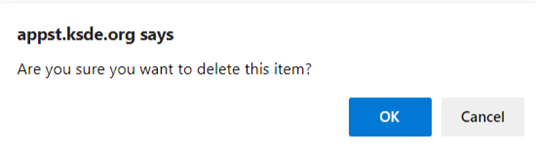 appst.ksde.org says
Are you sure you want to delete this item?
OK Cancel